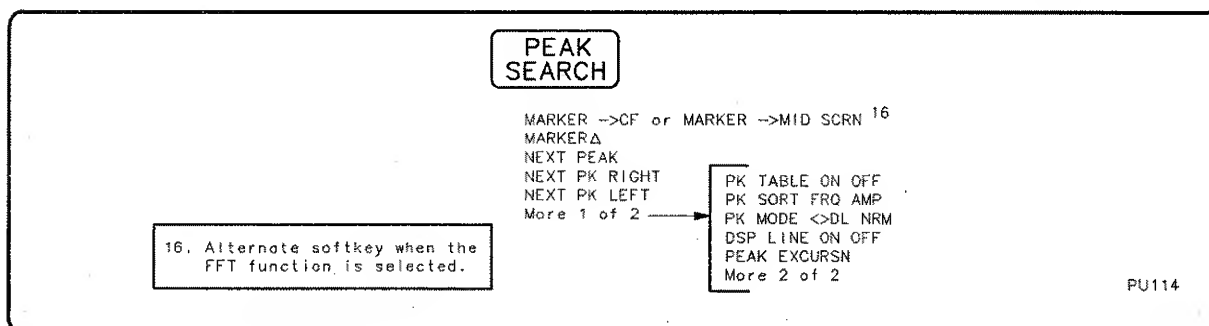 PEAK
SEARCH
MARKER -->CF or MARKER -->MID SCRN 16
MARKERΔ
NEXT PEAK
NEXT PK RIGHT
NEXT PK LEFT
More 1 of 2
PK TABLE ON OFF
PK SORT FRQ AMP
PK MODE <>DL NRM
DSP LINE ON OFF
PEAK EXCURSN
More 2 of 2
16. Alternate softkey when the
FFT function is selected.
PU114